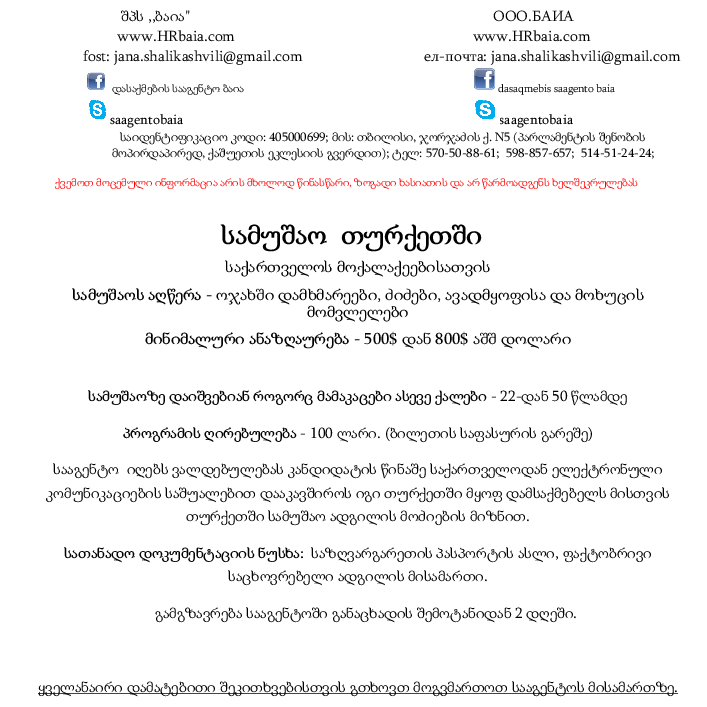 შპს ,,ბაია"
ООО.БАИА
www.HRbaia.com
www.HRbaia.com
fost: jana.shalikashvili@gmail.com
ел-почта: jana.shalikashvili@gmail.com
დასაქმების სააგენტო ბაია
dasaqmebis saagento baia
saagentobaia
saagentobaia
საიდენტიფიკაციო კოდი: 405000699; მის: თბილისი, ჯორჯაძის ქ. N5 (პარლამენტის შენობის
მოპირდაპირედ, ქაშუეთის ეკლესიის გვერდით); ტელ: 570-50-88-61; 598-857-657; 514-51-24-24;
ქვემოთ მოცემული ინფორმაცია არის მხოლოდ წინასწარი, ზოგადი ხასიათის და არ წარმოადგენს ხელშეკრულებას
სამუშაო თურქეთში
საქართველოს მოქალაქეებისათვის
სამუშაოს აღწერა - ოჯახში დამხმარეები, ძიძები, ავადმყოფისა და მოხუცის
მომვლელები
მინიმალური ანაზღაურება - 500$ დან 800$ აშშ დოლარი
სამუშაოზე დაიშვებიან როგორც მამაკაცები ასევე ქალები - 22-დან 50 წლამდე
პროგრამის ღირებულება - 100 ლარი. (ბილეთის საფასურის გარეშე)
სააგენტო იღებს ვალდებულებას კანდიდატის წინაშე საქართველოდან ელექტრონული
კომუნიკაციების საშუალებით დააკავშიროს იგი თურქეთში მყოფ დამსაქმებელს მისთვის
თურქეთში სამუშაო ადგილის მოძიების მიზნით.
სათანადო დოკუმენტაციის ნუსხა: საზღვარგარეთის პასპორტის ასლი, ფაქტობრივი
საცხოვრებელი ადგილის მისამართი.
გამგზავრება სააგენტოში განაცხადის შემოტანიდან 2 დღეში.
ყველანაირი დამატებითი შეკითხვებისთვის გთხოვთ მოგვმართოთ სააგენტოს მისამართზე.